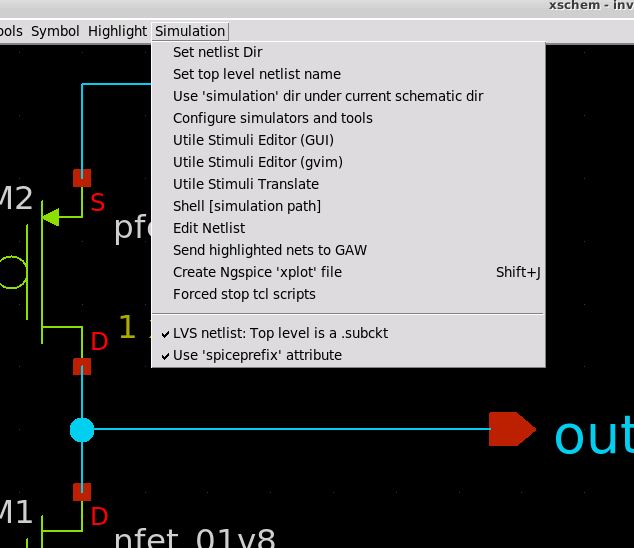 xschem - inv
ools Symbol Highlight Simulation
Set netlist Dir
Set top level netlist name
Use 'simulation' dir under current schematic dir
Configure simulators and tools
Utile Stimuli Editor (GUI)
Utile Stimuli Editor (gvim)
Utile Stimuli Translate
Shell [simulation path]
Edit Netlist
Send highlighted nets to GAW
Create Ngspice 'xplot' file Shift+J
Forced stop tcl scripts
LVS netlist: Top level is a .subckt
Use 'spiceprefix' attribute
M2
S
pf
1
D
out
M1
D
nfet_01v8